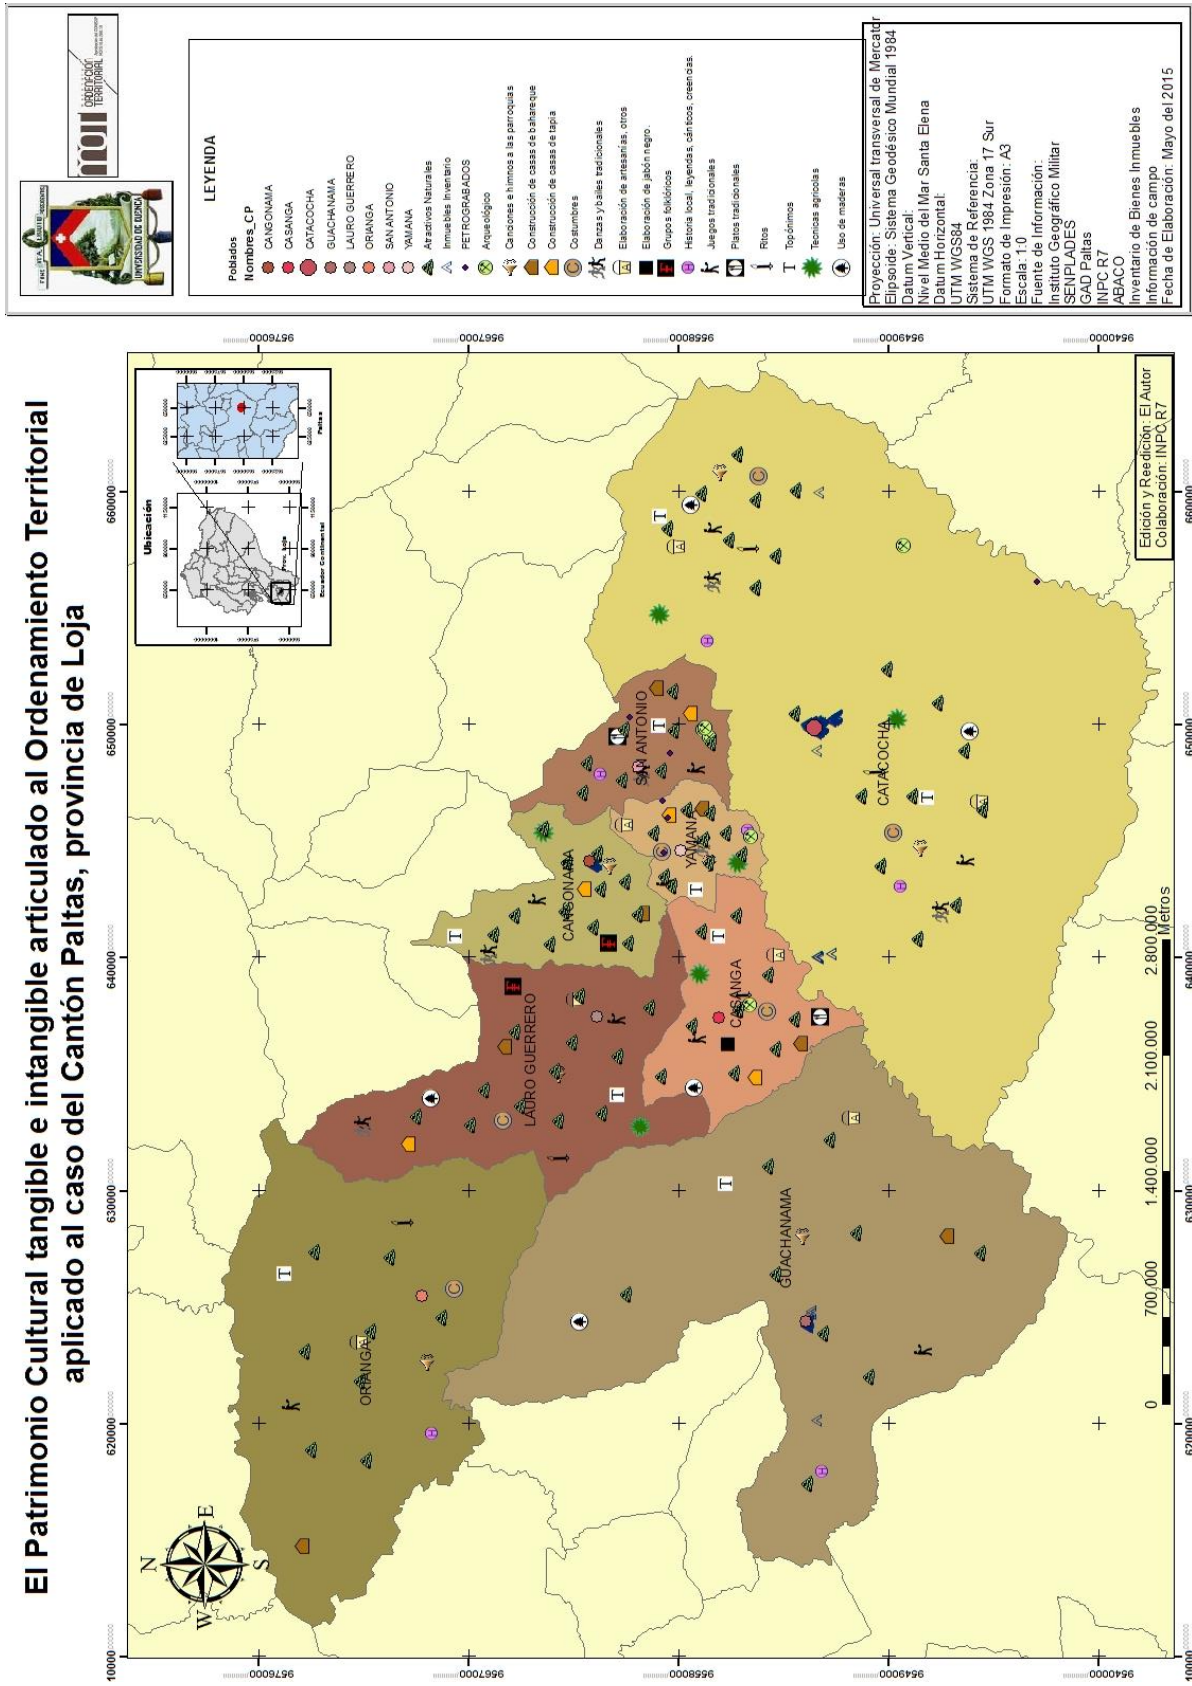 El Patrimonio Cultural tangible e intangible articulado al Ordenamiento Territorial
aplicado al caso del Cantón Paltas, provincia de Loja
N
W
E
S
Ubicación
Prov. Loja
Ecuador Continental
Paltas
610000
620000
630000
640000
650000
660000
ORIANGA
LAURO GUERRERO
CANGONAMA
SAN ANTONIO
YAMANA
CASANGA
GUACHANAMA
CATACOCHA
0
700.000
1.400.000
2.100.000
2.800.000
Metros
Edición y Reedición: El Autor
Colaboración: INPC,R7
UNIVERSIDAD DE CUENCA
ORDENACIÓN
TERRITORIAL
LEYENDA
Poblados
Nombres_CP
CANGONAMA
CASANGA
CATACOCHA
GUACHANAMA
LAURO GUERRERO
ORIANGA
SAN ANTONIO
YAMANA
Atractivos Naturales
Inmuebles Inventario
PETROGRABADOS
Arqueológico
Canciones e himnos a las parroquias
Construcción de casas de bahareque
Construcción de casas de tapia
Costumbres
Danza y bailes tradicionales
Elaboración de artesanías, otros
Elaboración de jabón negro.
Grupos folklóricos
Historia local, leyendas, cánticos, creencias.
Juegos tradicionales
Platos tradicionales
Ritos
Topónimos
Tecnicas agrícolas
Uso de maderas
Proyección: Universal transversal de Mercator
Elipsoide: Sistema Geodésico Mundial 1984
Datum Vertical:
Nivel Medio del Mar Santa Elena
Datum Horizontal:
UTM WGS84
Sistema de Referencia:
UTM WGS 1984 Zona 17 Sur
Formato de Impresión: A3
Escala: 1:0
Fuente de Información:
Instituto Geográfico Militar
SENPLADES
GAD Paltas
INPC R7
ABACO
Inventario de Bienes Inmuebles
Información de campo
Fecha de Elaboración: Mayo del 2015